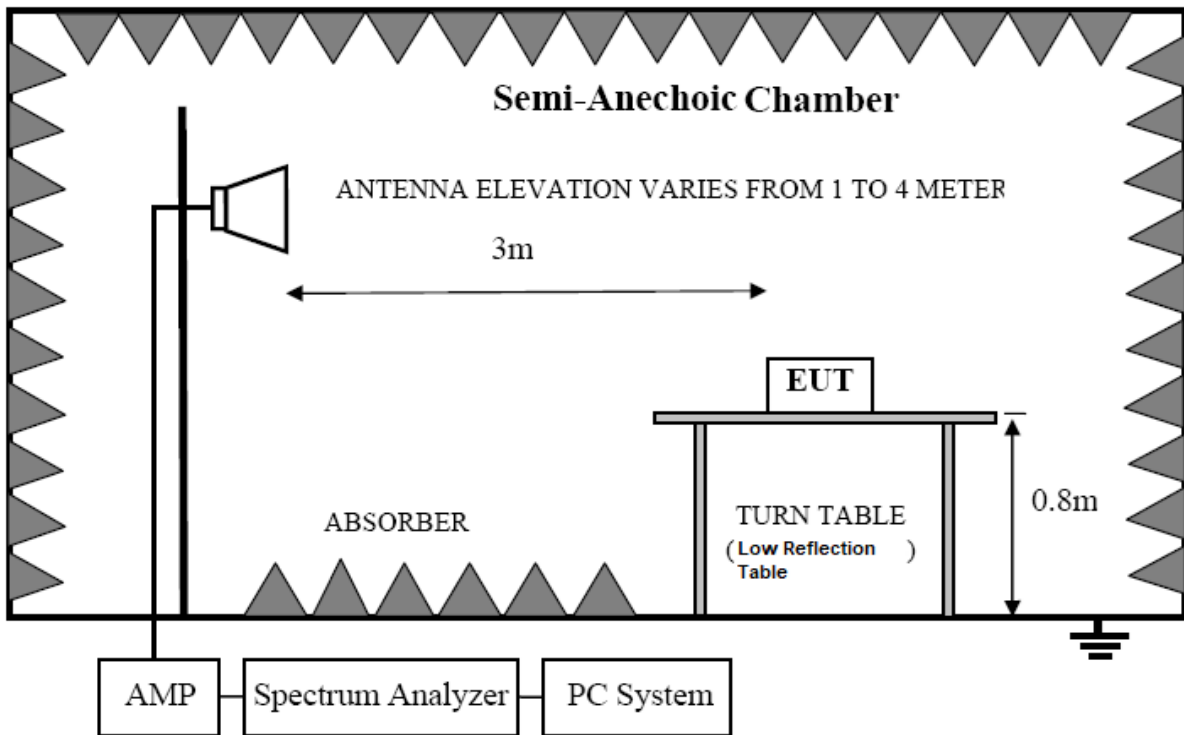 Semi-Anechoic Chamber
ANTENNA ELEVATION VARIES FROM 1 TO 4 METER
3m
EUT
0.8m
ABSORBER
TURN TABLE
(Low Reflection )
Table
AMP
Spectrum Analyzer
PC System